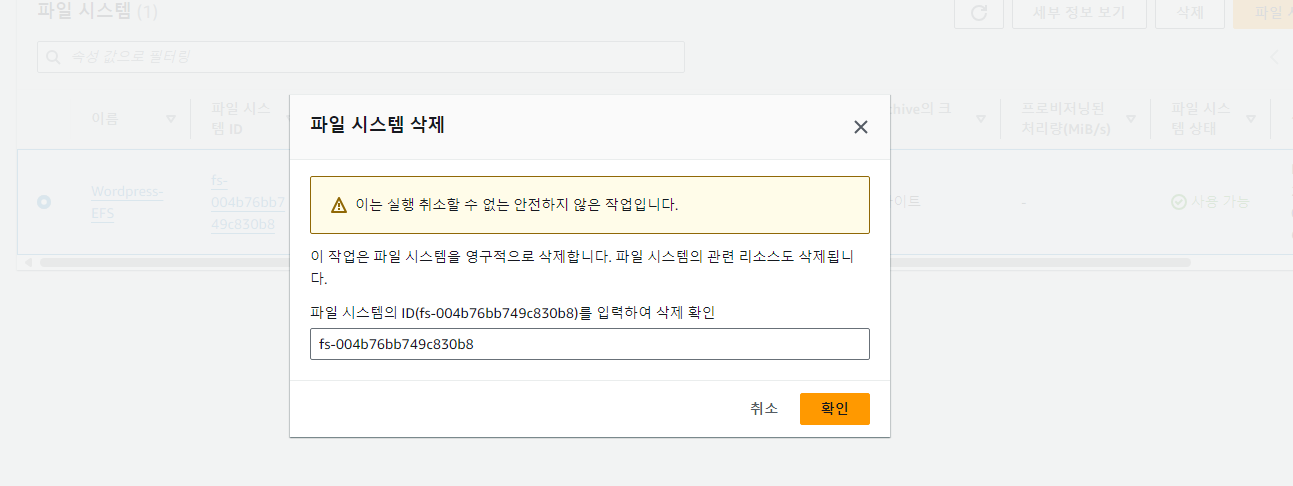 파일 시스템 (1)
세부 정보 보기
삭제
파일 시
속성 값으로 필터링
이름
파일 시스
템 ID
chive의 크
프로비저닝된
처리량(MiB/s)
파일 시스
템 상태
Wordpress-
EFS
fs-
004b76bb7
49c830b8
이트
-
사용 가능
파일 시스템 삭제
이는 실행 취소할 수 없는 안전하지 않은 작업입니다.
이 작업은 파일 시스템을 영구적으로 삭제합니다. 파일 시스템의 관련 리소스도 삭제됩니
다.
파일 시스템의 ID(fs-004b76bb749c830b8)를 입력하여 삭제 확인
fs-004b76bb749c830b8
취소
확인